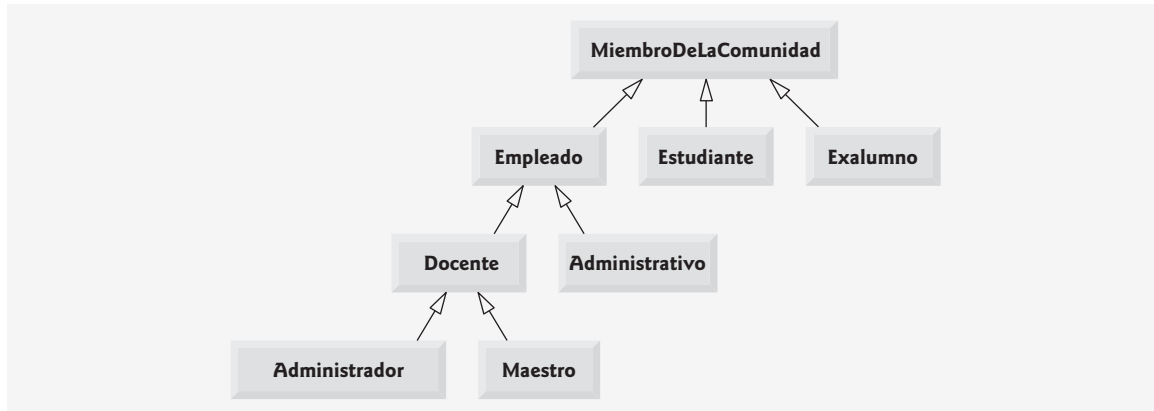 MiembroDeLaComunidad
Empleado
Estudiante
Exalumno
Docente
Administrativo
Administrador
Maestro